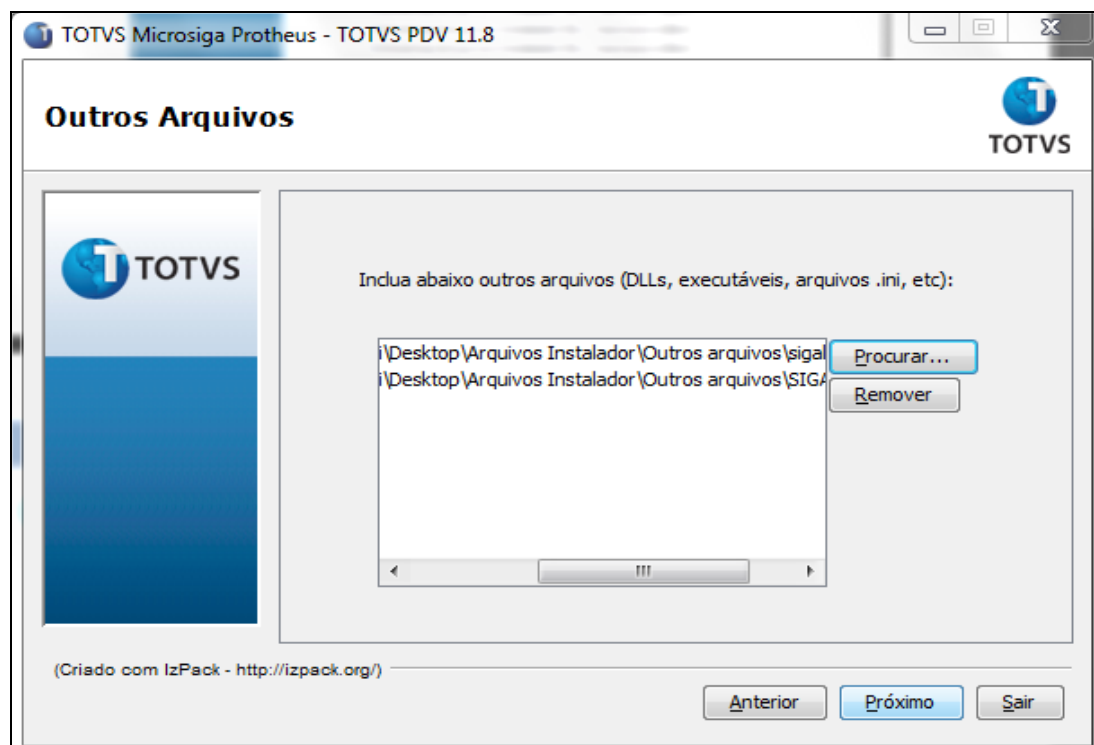 TOTVS Microsiga Protheus - TOTVS PDV 11.8
Outros Arquivos
TOTVS
TOTVS
Inclua abaixo outros arquivos (DLLs, executáveis, arquivos .ini, etc):
i\Desktop\Arquivos Instalador\Outros arquivos\sigal
i\Desktop\Arquivos Instalador\Outros arquivos\SIGA
Procurar...
Remover
(Criado com IzPack - http://izpack.org/)
Anterior
Próximo
Sair